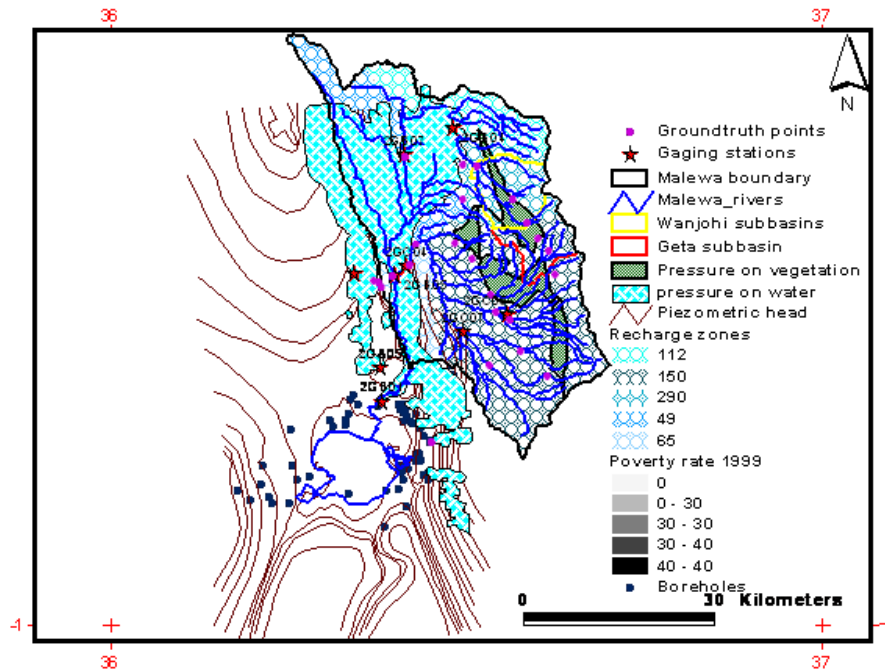 36
37
N
Groundtruth points
Gaging stations
Malewa boundary
Malewa_rivers
Wanjohi subbasins
Geta subbasin
Pressure on vegetation
pressure on water
Piezometric head
Recharge zones
112
150
290
49
65
Poverty rate 1999
0
0 - 30
30 - 30
30 - 40
40 - 40
Boreholes
0
30 Kilometers
-1
36
37